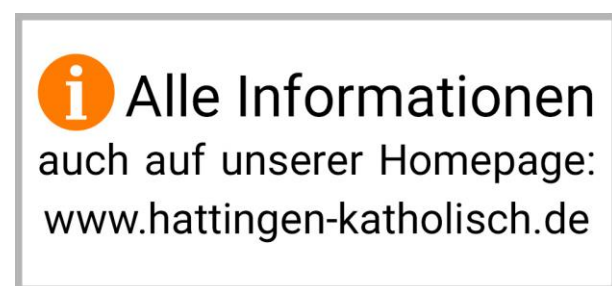 i Alle Informationen
auch auf unserer Homepage:
www.hattingen-katholisch.de